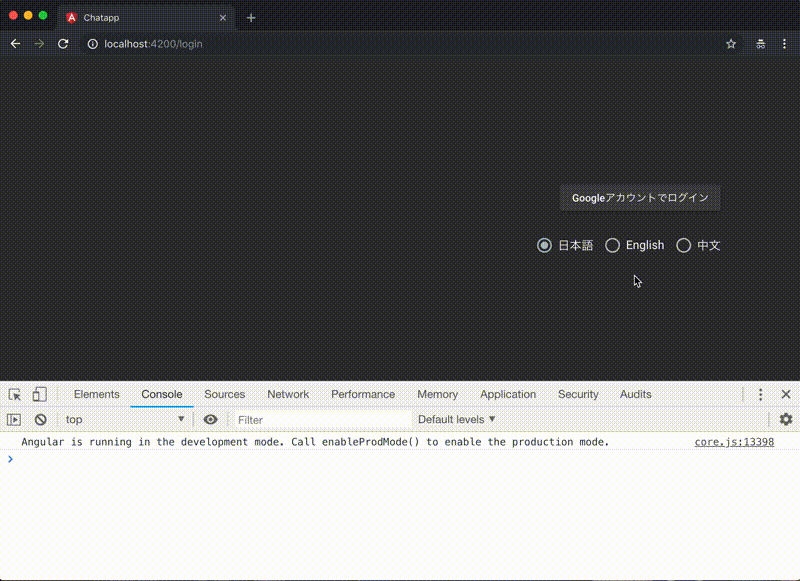 Chatapp
localhost:4200/login
Googleアカウントでログイン
日本語 English 中文
Elements Console Sources Network Performance Memory Application Security Audits
top Filter Default levels
Angular is running in the development mode. Call enableProdMode() to enable the production mode. core.js:13398